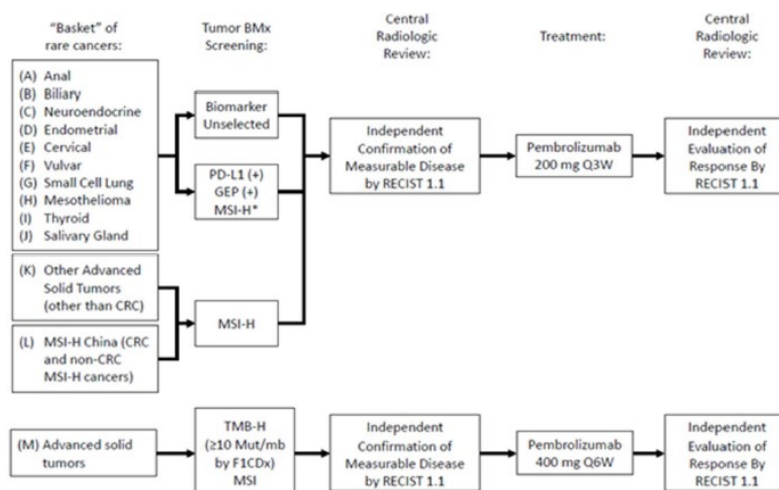 “Basket” of
rare cancers:
Tumor BMx
Screening:
Central
Radiologic
Review:
Treatment:
Central
Radiologic
Review:
(A) Anal
(B) Biliary
(C) Neuroendocrine
(D) Endometrial
(E) Cervical
(F) Vulvar
(G) Small Cell Lung
(H) Mesothelioma
(I) Thyroid
(J) Salivary Gland
Biomarker
Unselected
PD-L1 (+)
GEP (+)
MSI-H*
Independent
Confirmation of
Measurable Disease
by RECIST 1.1
Pembrolizumab
200 mg Q3W
Independent
Evaluation of
Response By
RECIST 1.1
(K) Other Advanced
Solid Tumors
(other than CRC)
(L) MSI-H China (CRC
and non-CRC
MSI-H cancers)
MSI-H
(M) Advanced solid
tumors
TMB-H
(≥10 Mut/mb
by F1CDx)
MSI
Independent
Confirmation of
Measurable Disease
by RECIST 1.1
Pembrolizumab
400 mg Q6W
Independent
Evaluation of
Response By
RECIST 1.1